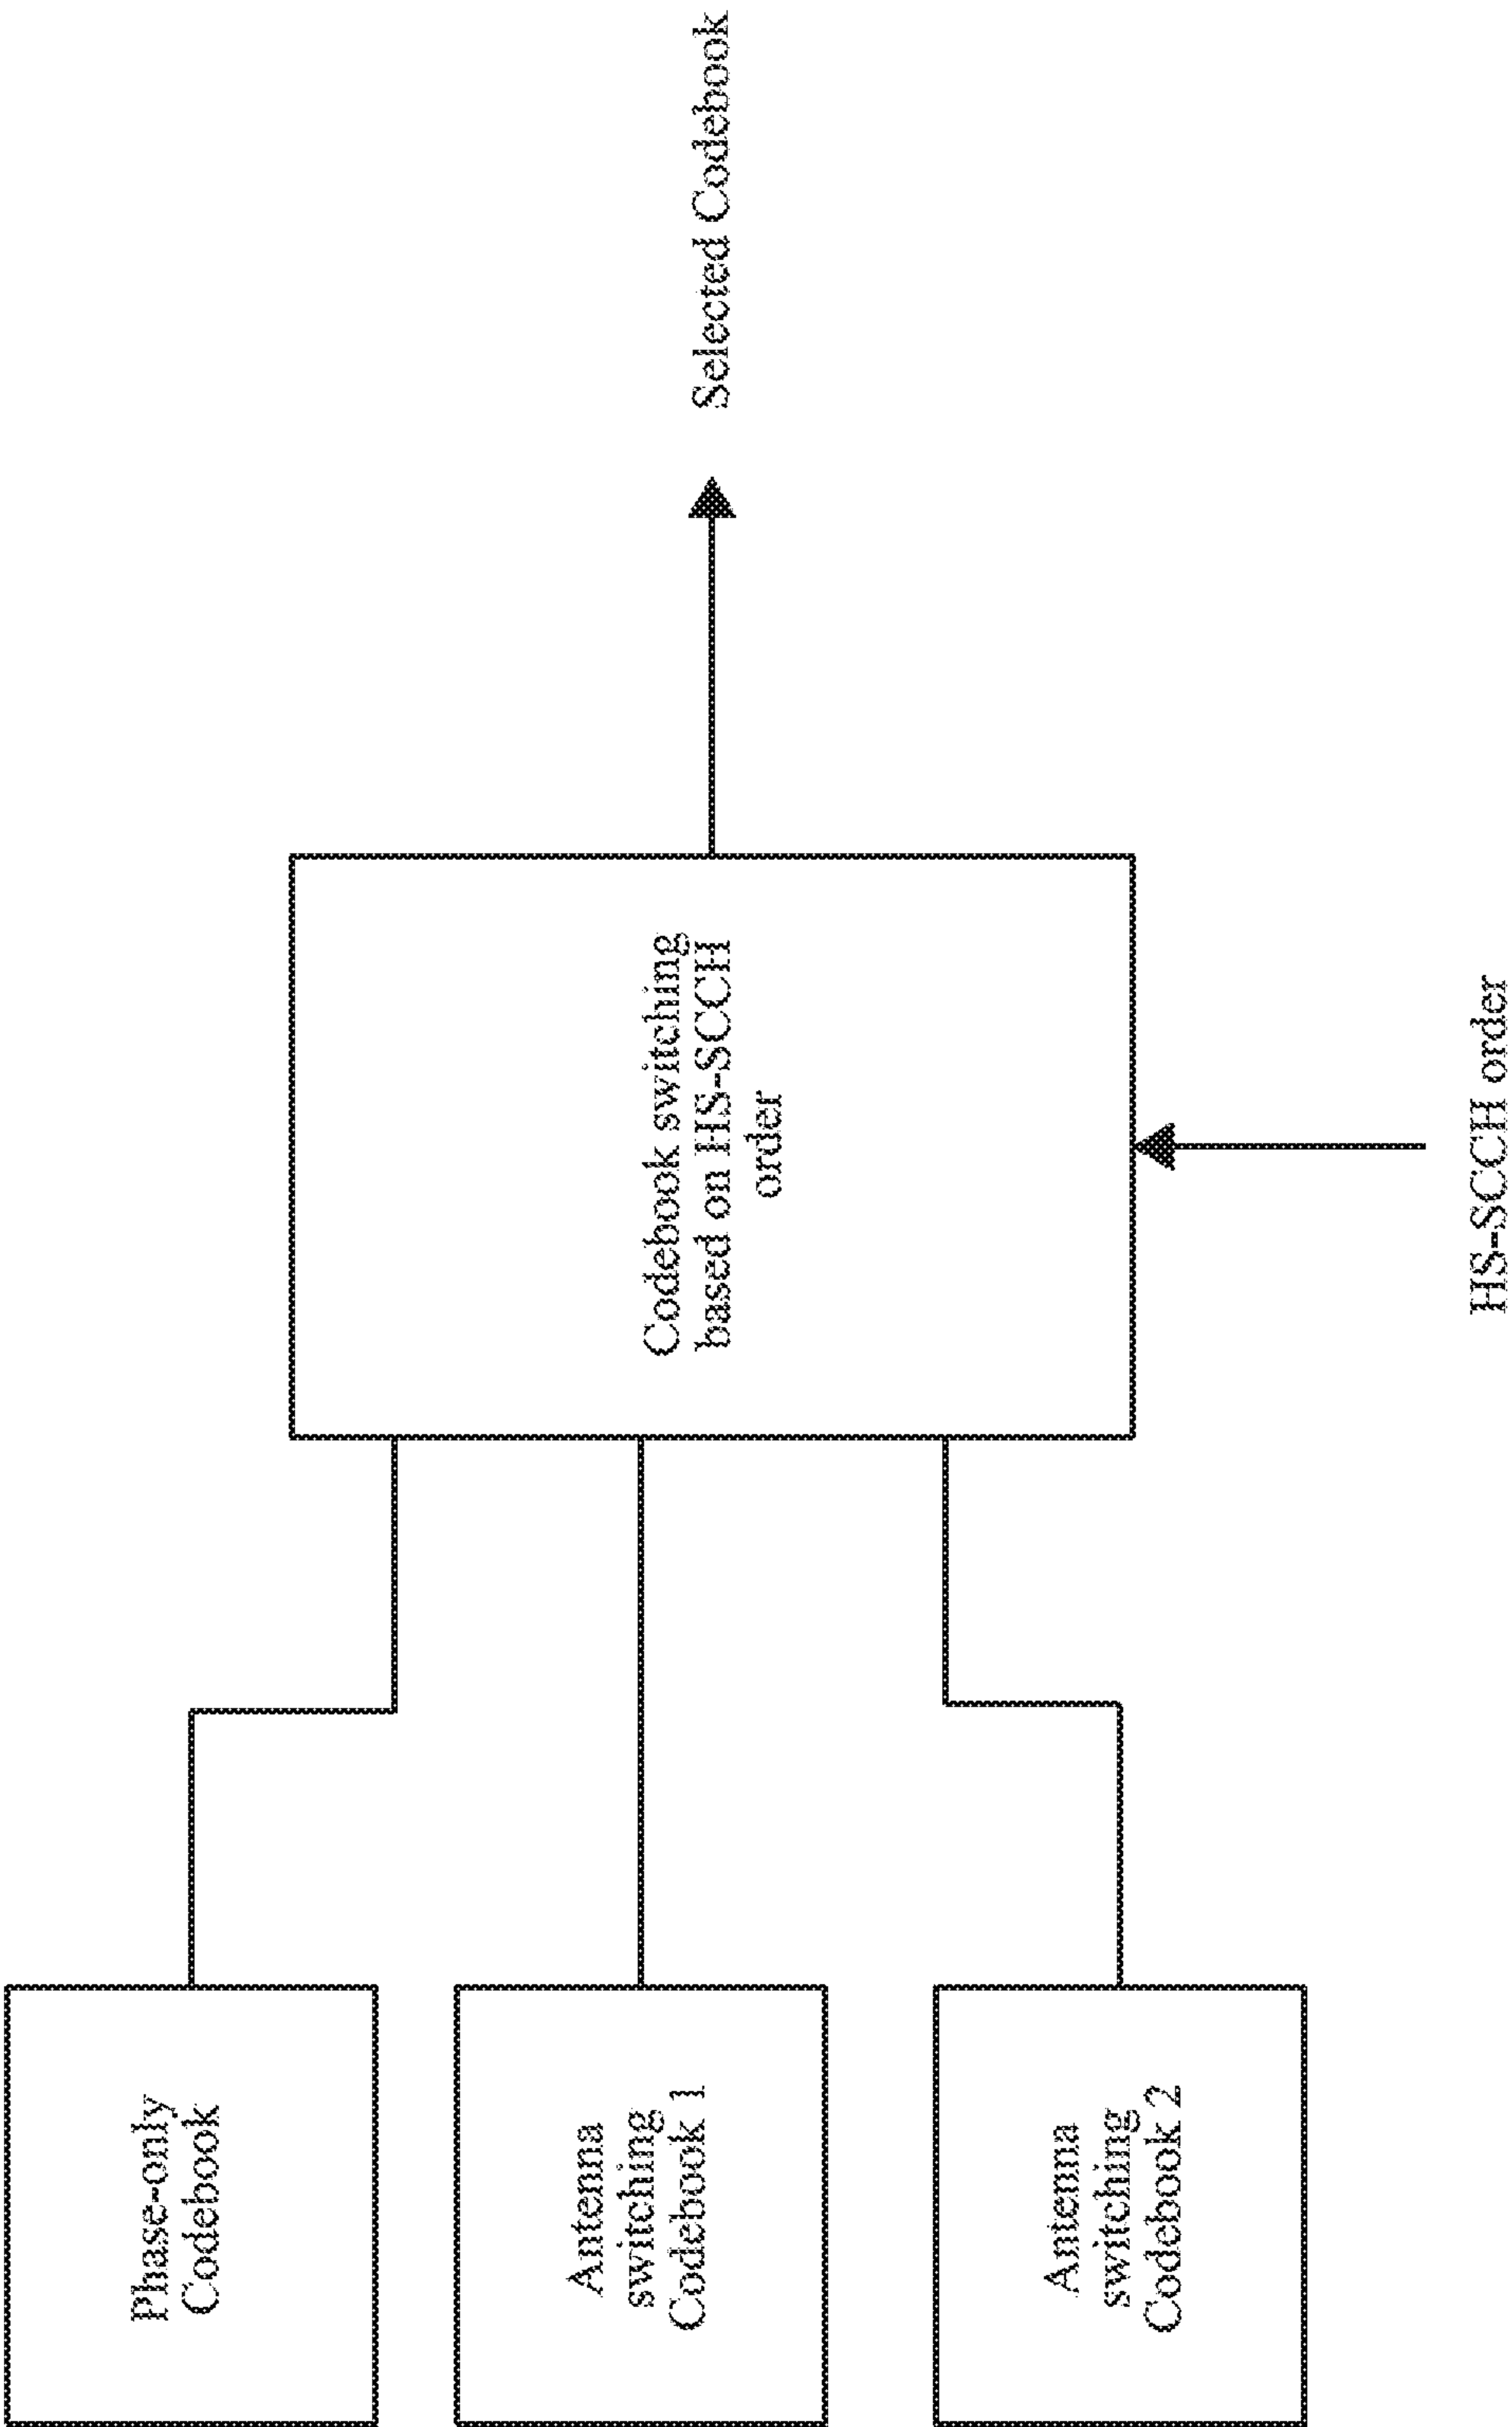 Phase-only
Codebook
Antenna
switching
Codebook 1
Antenna
switching
Codebook 2
Codebook switching
based on HS-SCCH
order
HS-SCCH order
Selected Codebook